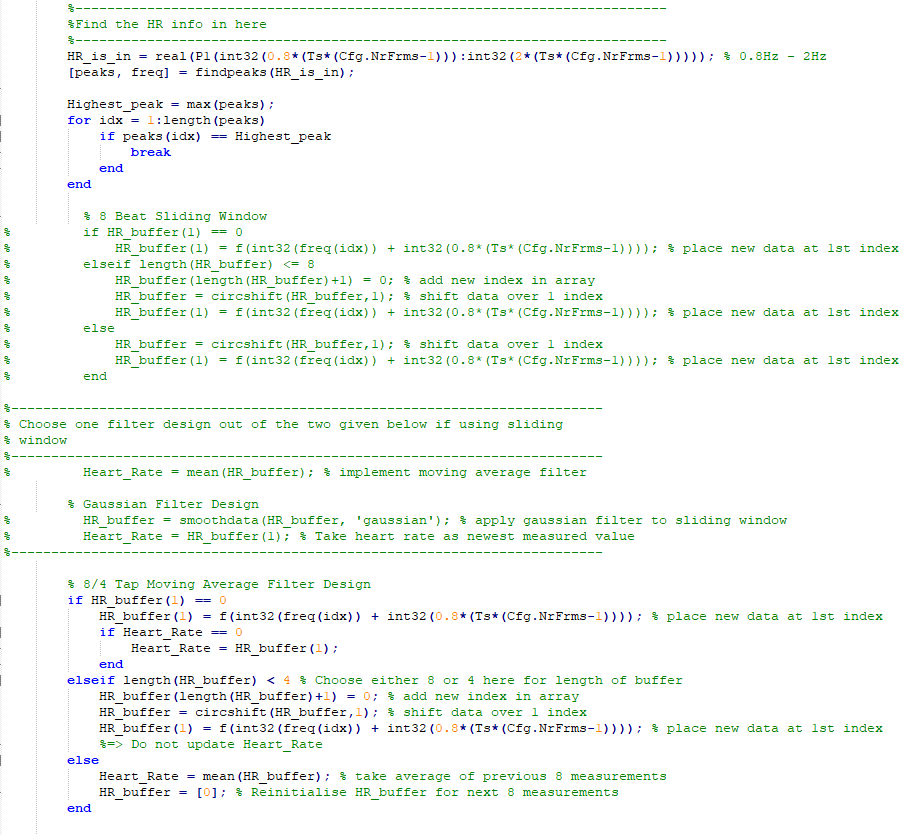 %--------------------------------------------------------------------------
%Find the HR info in here
%--------------------------------------------------------------------------
HR_is_in = real(P1(int32(0.8*(Ts*(Cfg.NrFrms-1))):int32(2*(Ts*(Cfg.NrFrms-1))))); % 0.8Hz - 2Hz
[peaks, freq] = findpeaks(HR_is_in);
Highest_peak = max(peaks);
for idx = 1:length(peaks)
if peaks(idx) == Highest_peak
break
end
end
% 8 Beat Sliding Window
% if HR_buffer(1) == 0
% HR_buffer(1) = f(int32(freq(idx)) + int32(0.8*(Ts*(Cfg.NrFrms-1)))); % place new data at 1st index
% elseif length(HR_buffer) <= 8
% HR_buffer(length(HR_buffer)+1) = 0; % add new index in array
% HR_buffer = circshift(HR_buffer,1); % shift data over 1 index
% HR_buffer(1) = f(int32(freq(idx)) + int32(0.8*(Ts*(Cfg.NrFrms-1)))); % place new data at 1st index
% else
% HR_buffer = circshift(HR_buffer,1); % shift data over 1 index
% HR_buffer(1) = f(int32(freq(idx)) + int32(0.8*(Ts*(Cfg.NrFrms-1)))); % place new data at 1st index
% end
%--------------------------------------------------------------------------
% Choose one filter design out of the two given below if using sliding
% window
%--------------------------------------------------------------------------
% Heart_Rate = mean(HR_buffer); % implement moving average filter
% Gaussian Filter Design
% HR_buffer = smoothdata(HR_buffer, 'gaussian'); % apply gaussian filter to sliding window
% Heart_Rate = HR_buffer(1); % Take heart rate as newest measured value
%--------------------------------------------------------------------------
% 8/4 Tap Moving Average Filter Design
if HR_buffer(1) == 0
HR_buffer(1) = f(int32(freq(idx)) + int32(0.8*(Ts*(Cfg.NrFrms-1)))); % place new data at 1st index
if Heart_Rate == 0
Heart_Rate = HR_buffer(1);
end
elseif length(HR_buffer) < 4 % Choose either 8 or 4 here for length of buffer
HR_buffer(length(HR_buffer)+1) = 0; % add new index in array
HR_buffer = circshift(HR_buffer,1); % shift data over 1 index
HR_buffer(1) = f(int32(freq(idx)) + int32(0.8*(Ts*(Cfg.NrFrms-1)))); % place new data at 1st index
%=> Do not update Heart_Rate
else
Heart_Rate = mean(HR_buffer); % take average of previous 8 measurements
HR_buffer = [0]; % Reinitialise HR_buffer for next 8 measurements
end